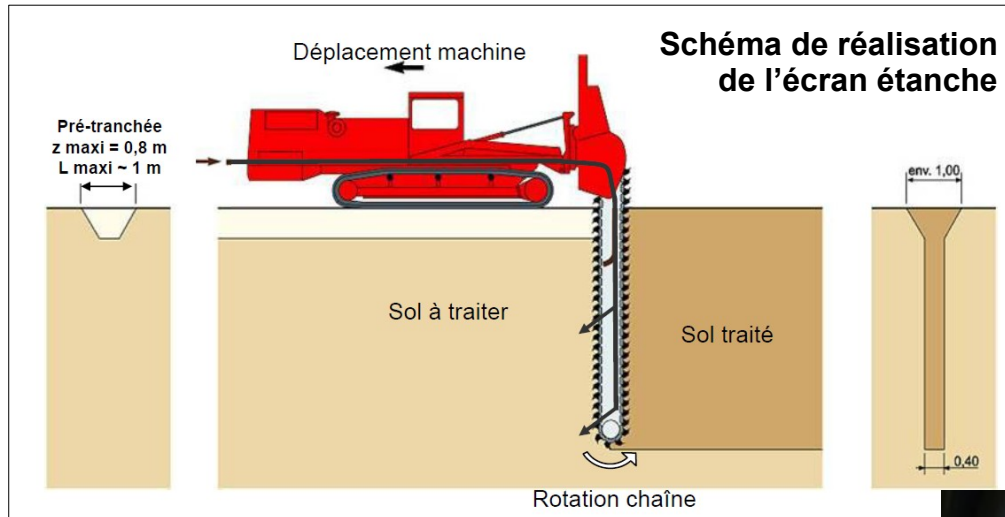 Schéma de réalisation
de l’écran étanche
Déplacement machine
Pré-tranchée
z maxi = 0,8 m
L maxi ~ 1 m
env. 1,00
Sol à traiter
Sol traité
0,40
Rotation chaîne